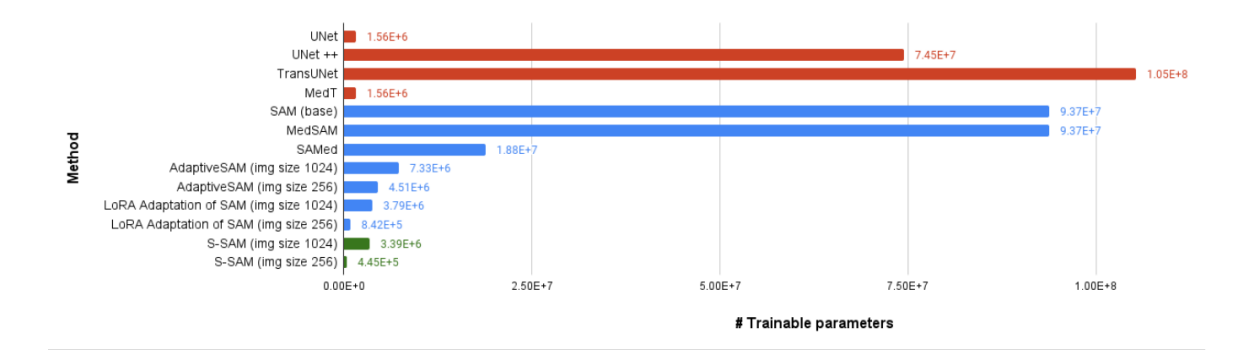 UNet 1.56E+6
UNet ++ 7.45E+7
TransUNet 1.05E+8
MedT 1.56E+6
SAM (base) 9.37E+7
MedSAM 9.37E+7
SAMed 1.88E+7
AdaptiveSAM (img size 1024) 7.33E+6
AdaptiveSAM (img size 256) 4.51E+6
LoRA Adaptation of SAM (img size 1024) 3.79E+6
LoRA Adaptation of SAM (img size 256) 8.42E+5
S-SAM (img size 1024) 3.39E+6
S-SAM (img size 256) 4.45E+5
Method
0.00E+0 2.50E+7 5.00E+7 7.50E+7 1.00E+8
# Trainable parameters